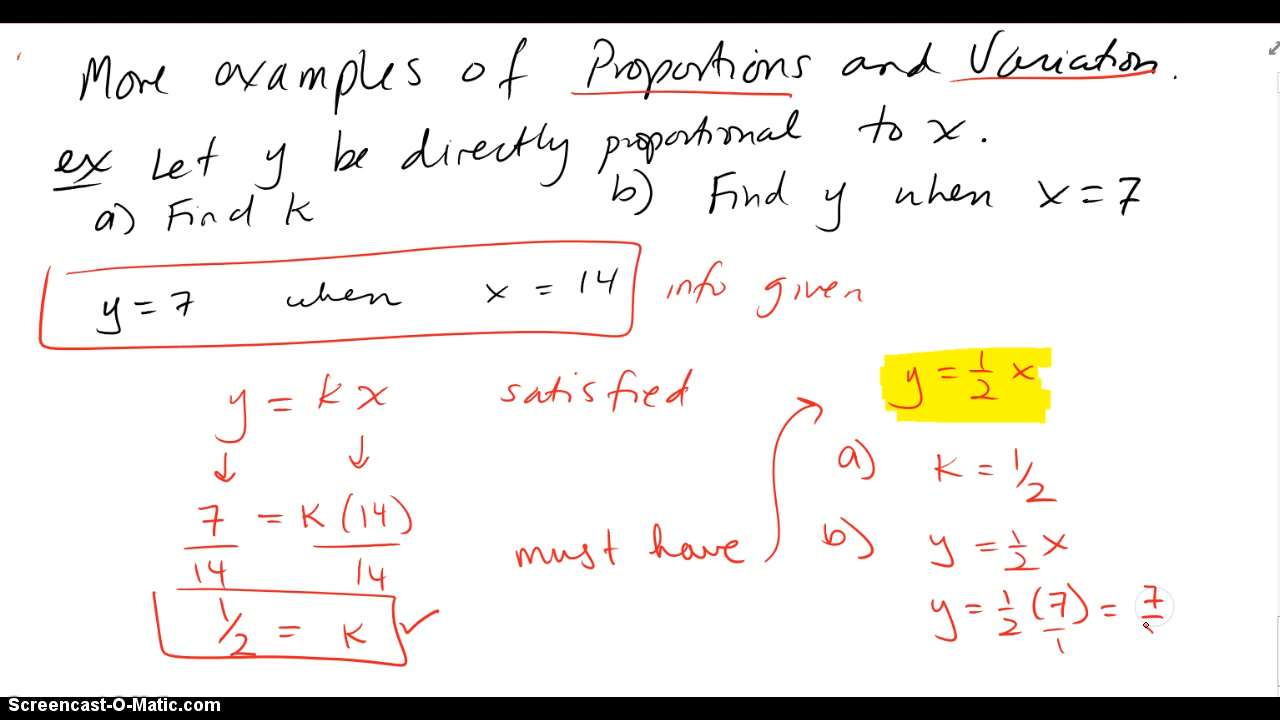 More examples of Proportions and Variation.
ex Let y be directly proportional to x.
a) Find k
b) Find y when x = 7
y = 7 when x = 14 info given
y = kx satisfied
7 = k (14)
14 14
1/2 = k
must have
y = 1/2 x
a) k = 1/2
b) y = 1/2 x
y = 1/2 (7)/1 = 7
Screencast-O-Matic.com